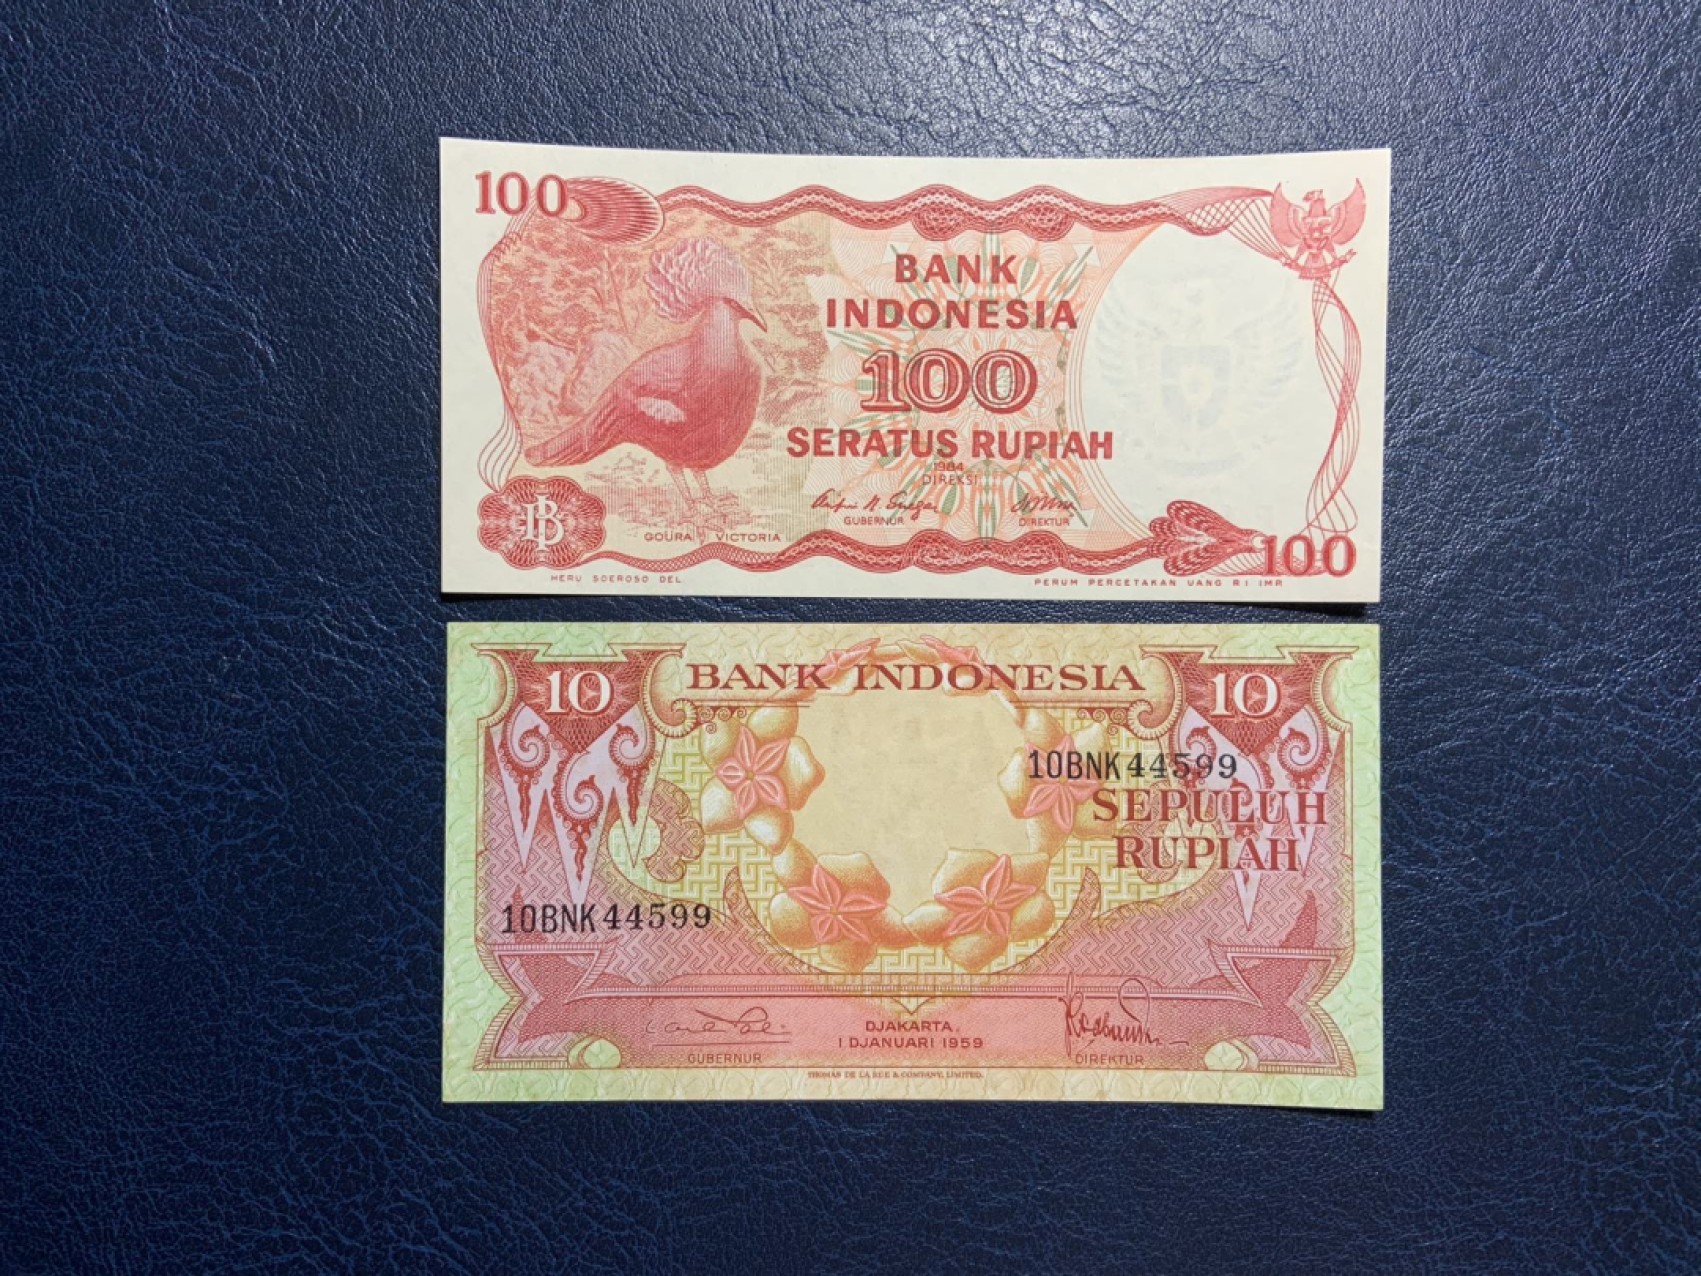 100
BANK
INDONESIA
100
SERATUS RUPIAH
1984
DIREKSI
GUBERNUR
DIREKTUR
GOURA VICTORIA
HERU SOEROSO DEL.
PERUM PERCETAKAN UANG RI IMP.
100
10 BANK INDONESIA 10
10BNK44599
SEPULUH
RUPIAH
10BNK44599
DJAKARTA,
1 DJANUARI 1959
GUBERNUR
DIREKTUR
THOMAS DE LA RUE & COMPANY, LIMITED.